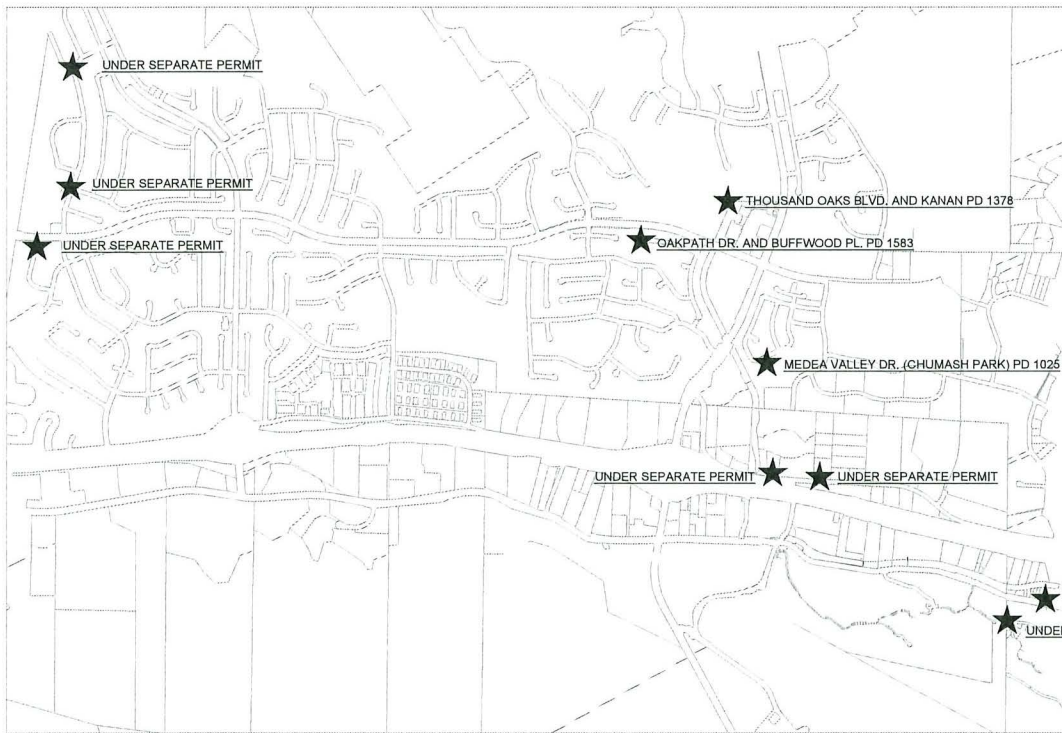 UNDER SEPARATE PERMIT
UNDER SEPARATE PERMIT
THOUSAND OAKS BLVD. AND KANAN PD 1378
UNDER SEPARATE PERMIT
OAKPATH DR. AND BUFFWOOD PL. PD 1583
MEDEA VALLEY DR. (CHUMASH PARK) PD 1025
UNDER SEPARATE PERMIT
UNDER SEPARATE PERMIT
UNDER